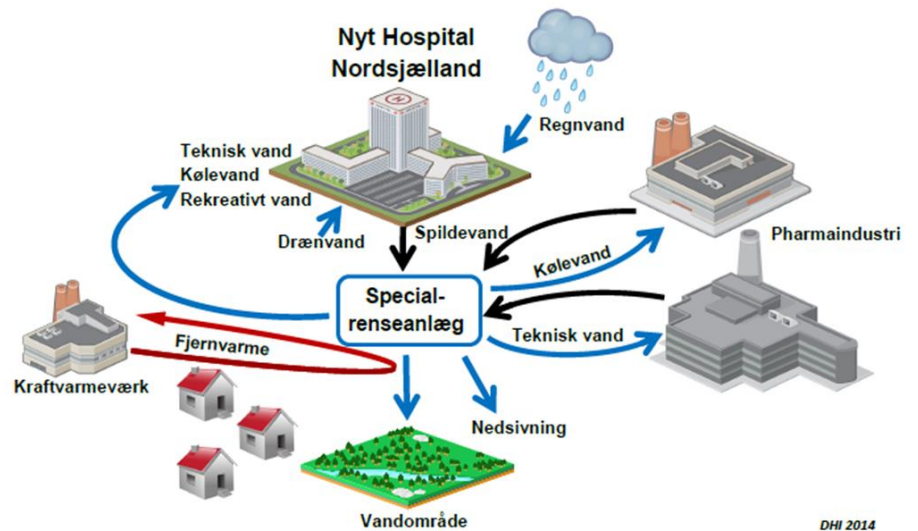 Nyt Hospital
Nordsjælland
Regnvand
Teknisk vand
Kølevand
Rekreativt vand
Drænvand
Spildevand
Pharmaindustri
Kølevand
Special-
renseanlæg
Teknisk vand
Fjernvarme
Kraftvarmeværk
Nedsivning
Vandområde
DHI 2014